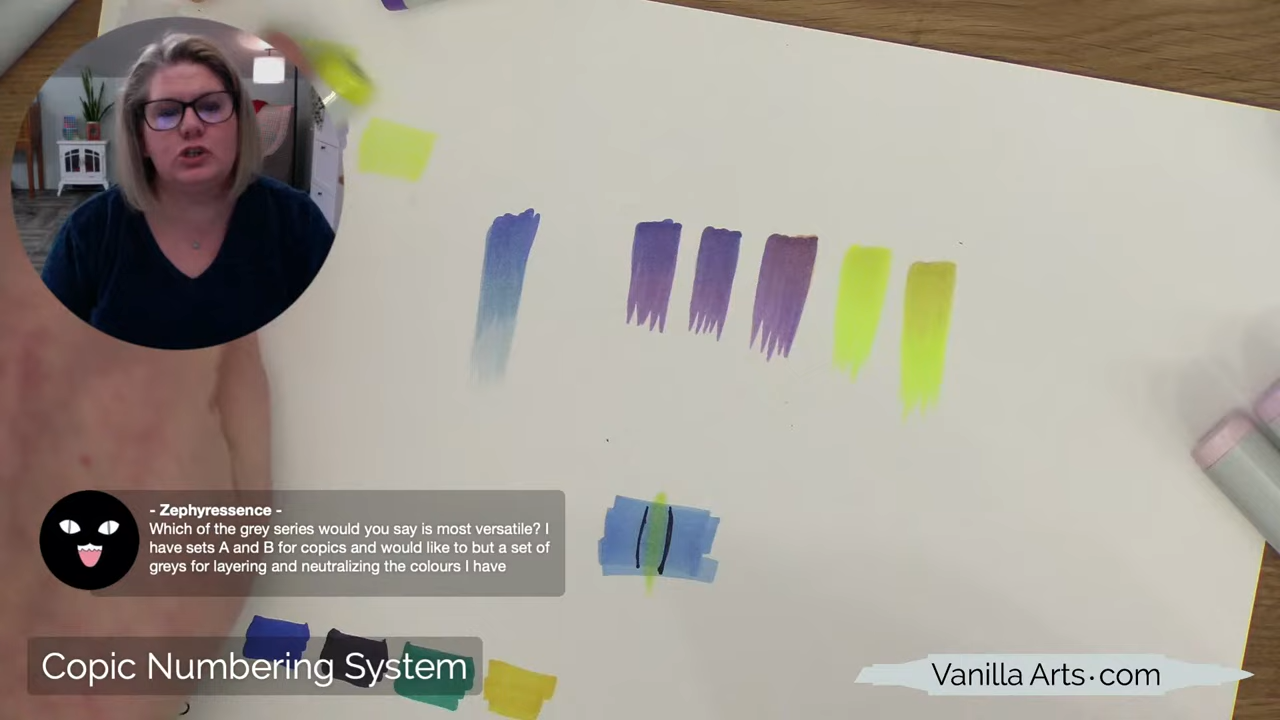 - Zephyressence -
Which of the grey series would you say is most versatile? I
have sets A and B for copics and would like to but a set of
greys for layering and neutralizing the colours I have
Copic Numbering System
Vanilla Arts.com